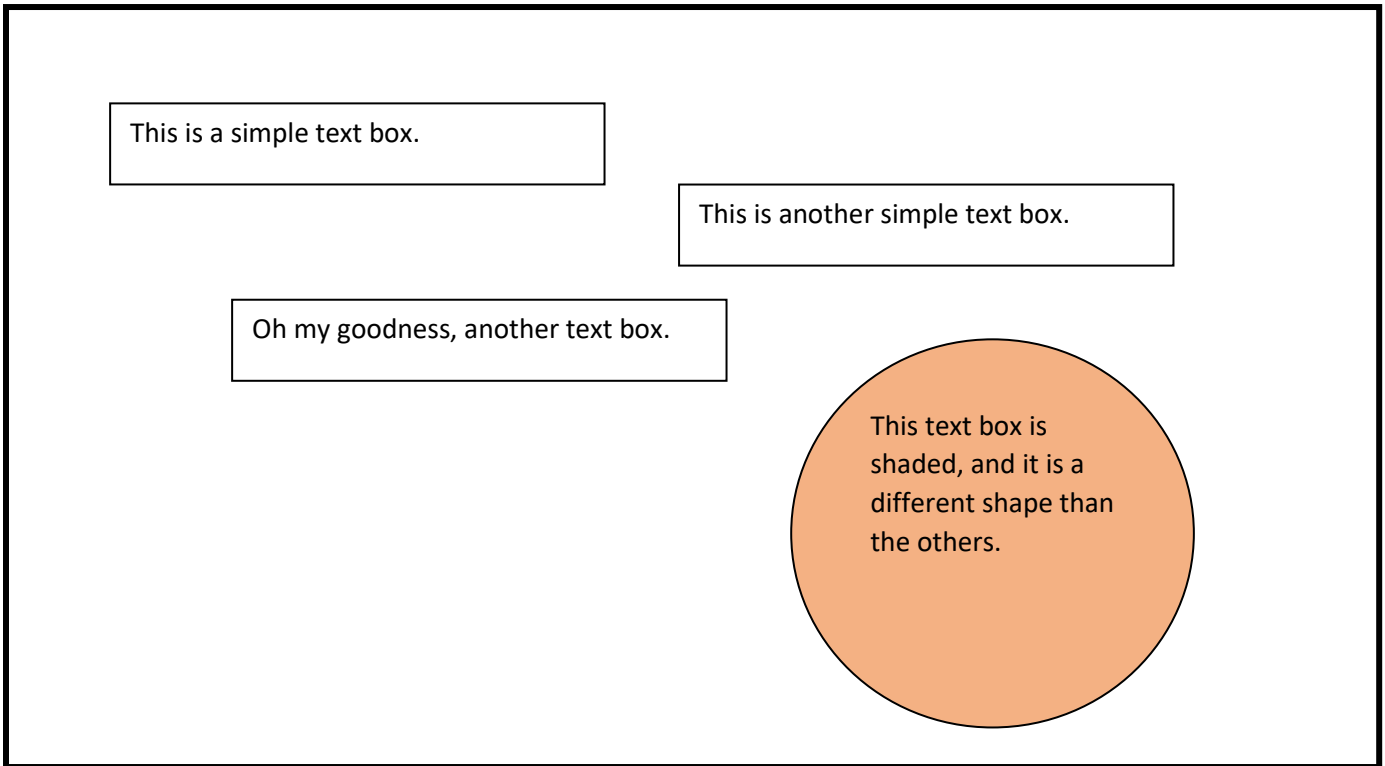 This is a simple text box.
This is another simple text box.
Oh my goodness, another text box.
This text box is
shaded, and it is a
different shape than
the others.